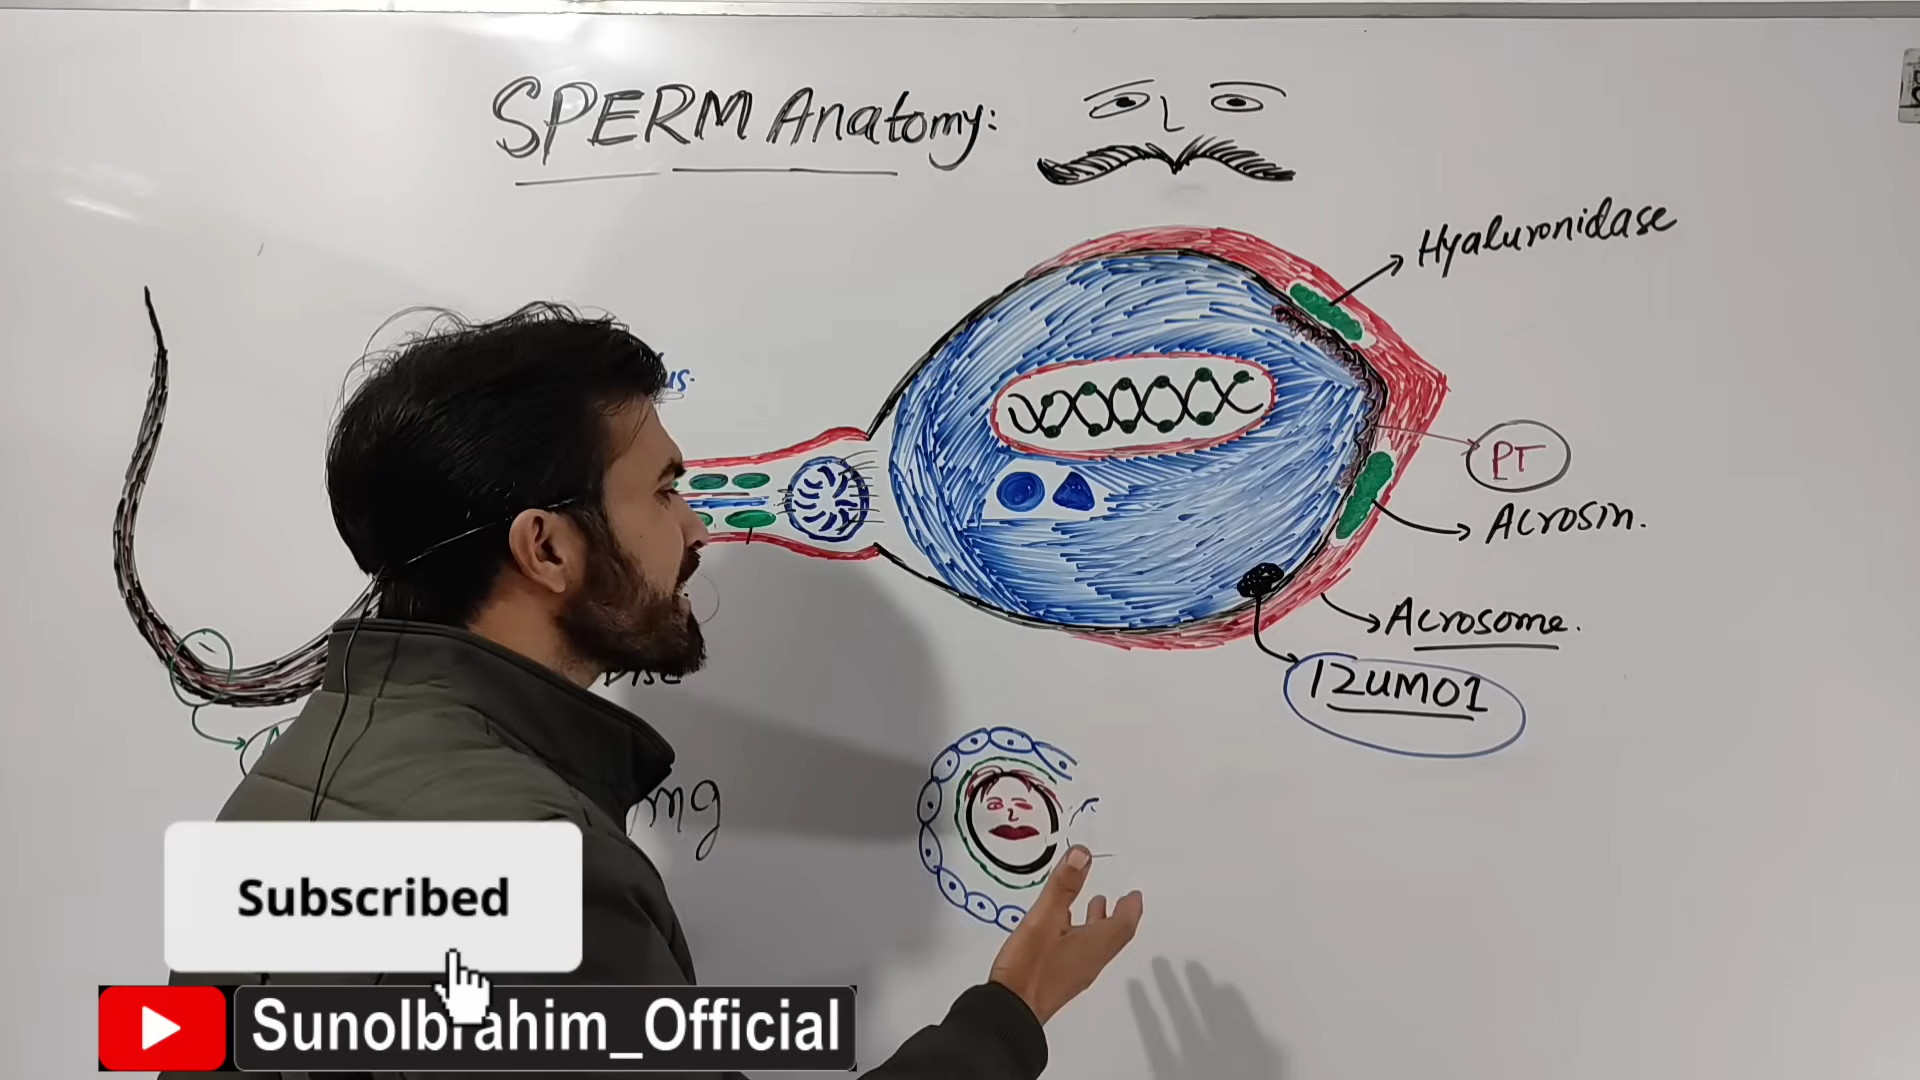 SPERM Anatomy:
Hyaluronidase
PT
Acrosin.
Acrosome.
IZUMO1
Subscribed
SunoIbrahim_Official